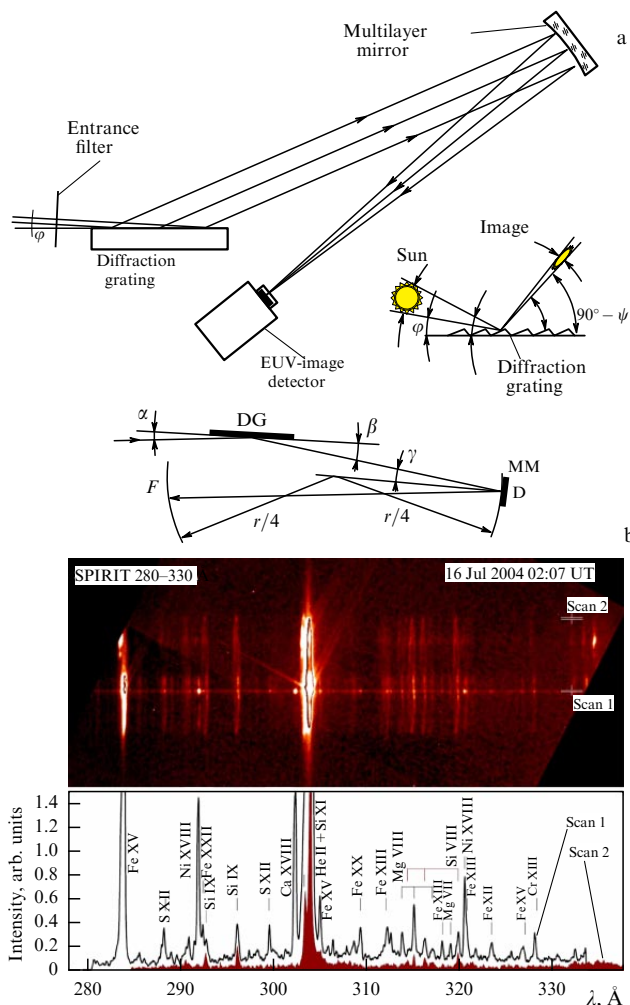 Multilayer
mirror
a
Entrance
filter
φ
Diffraction
grating
EUV-image
detector
Sun
Image
φ
90° − ψ
Diffraction
grating
α
DG
β
γ
MM
D
F
r/4
r/4
b
SPIRIT 280–330
16 Jul 2004 02:07 UT
Scan 2
Scan 1
Intensity, arb. units
1.4
1.2
1.0
0.8
0.6
0.4
0.2
0
Fe XV
S XII
Ni XVIII
Fe XXII
Si IX
Si IX
S XII
Ca XVIII
He II + Si XI
Fe XV
Fe XX
Fe XIII
Mg VIII
Fe XIII
Mg VII
Si VIII
Fe XIII
Ni XVIII
Fe XII
Fe XV
Cr XIII
Scan 1
Scan 2
280 290 300 310 320 330 λ, Å